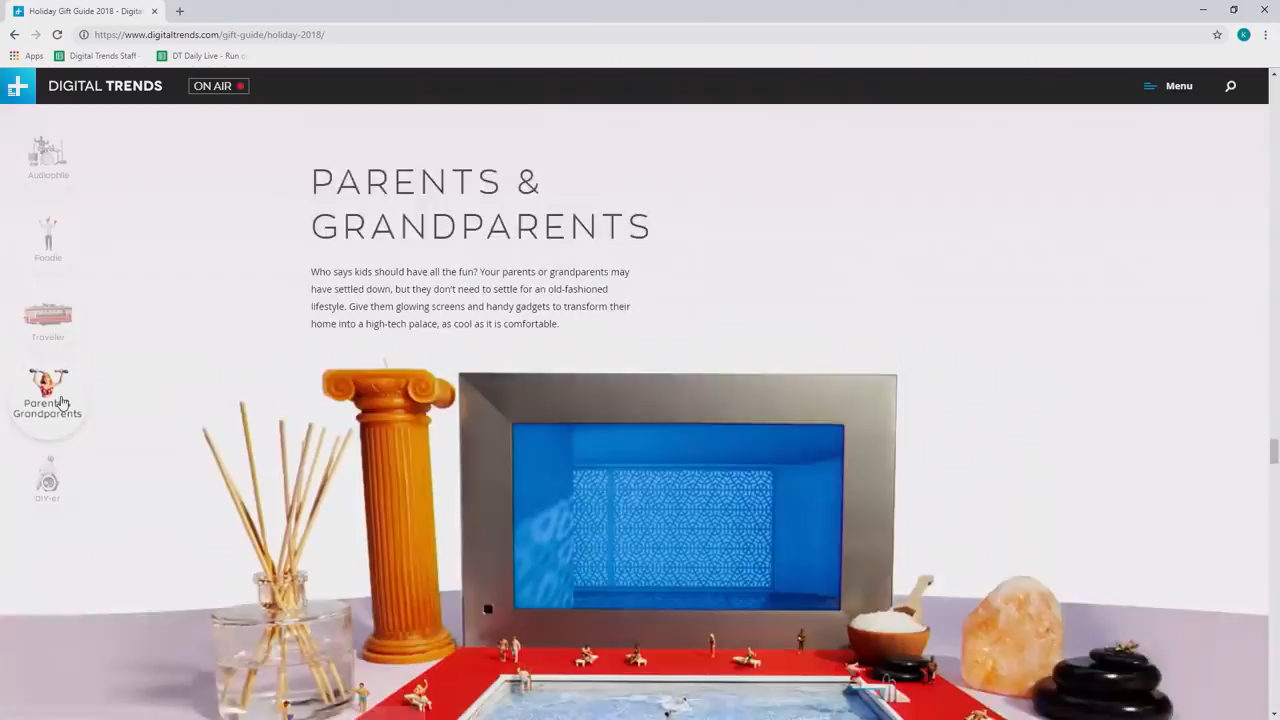 Holiday Gift Guide 2018 - Digita
https://www.digitaltrends.com/gift-guide/holiday-2018/
Apps
Digital Trends Staff -
DT Daily Live - Run o
DIGITAL TRENDS
ON AIR
Menu
Audiophile
Foodie
Traveler
Parents
Grandparents
DIY-er
PARENTS &
GRANDPARENTS
Who says kids should have all the fun? Your parents or grandparents may
have settled down, but they don't need to settle for an old-fashioned
lifestyle. Give them glowing screens and handy gadgets to transform their
home into a high-tech palace, as cool as it is comfortable.